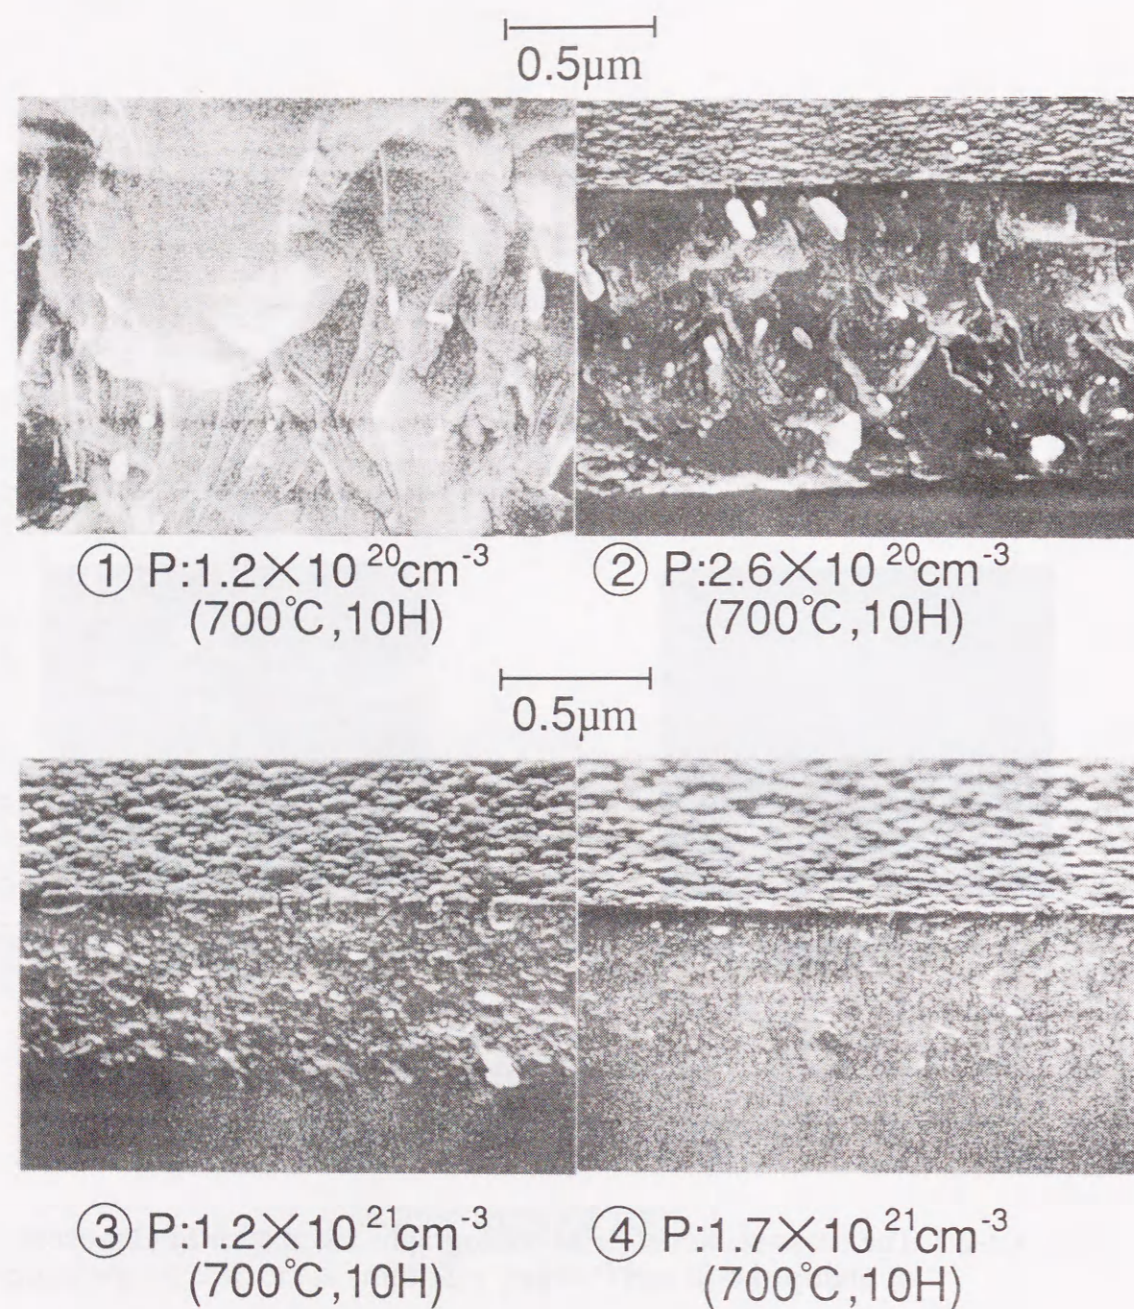 0.5μm
① P:1.2×10²⁰cm⁻³
(700℃,10H)
② P:2.6×10²⁰cm⁻³
(700℃,10H)
0.5μm
③ P:1.2×10²¹cm⁻³
(700℃,10H)
④ P:1.7×10²¹cm⁻³
(700℃,10H)